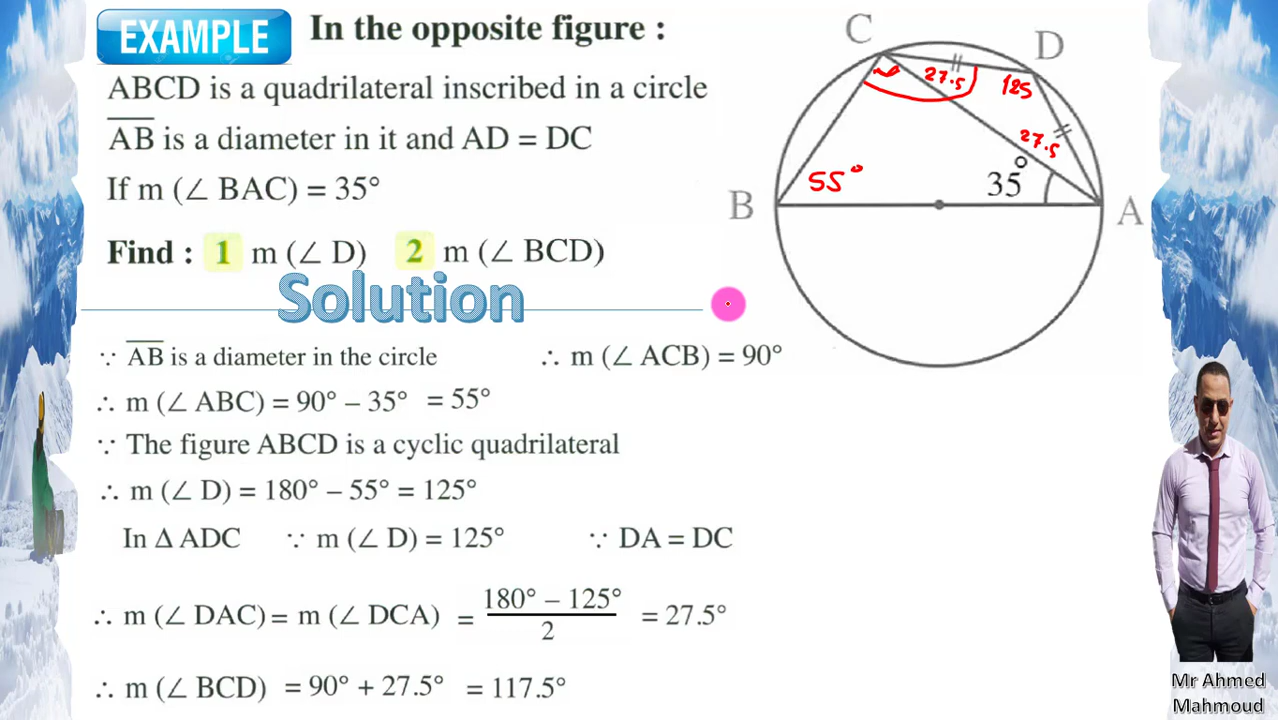 EXAMPLE In the opposite figure :
ABCD is a quadrilateral inscribed in a circle
AB is a diameter in it and AD = DC
If m (∠ BAC) = 35°
Find : 1 m (∠ D) 2 m (∠ BCD)
Solution
∵ AB is a diameter in the circle ∴ m (∠ ACB) = 90°
∴ m (∠ ABC) = 90° – 35° = 55°
∵ The figure ABCD is a cyclic quadrilateral
∴ m (∠ D) = 180° – 55° = 125°
In Δ ADC ∵ m (∠ D) = 125° ∵ DA = DC
∴ m (∠ DAC) = m (∠ DCA) = 180° – 125° / 2 = 27.5°
∴ m (∠ BCD) = 90° + 27.5° = 117.5°
C
D
27.5
125
27.5
55°
35°
B
A
Mr Ahmed
Mahmoud